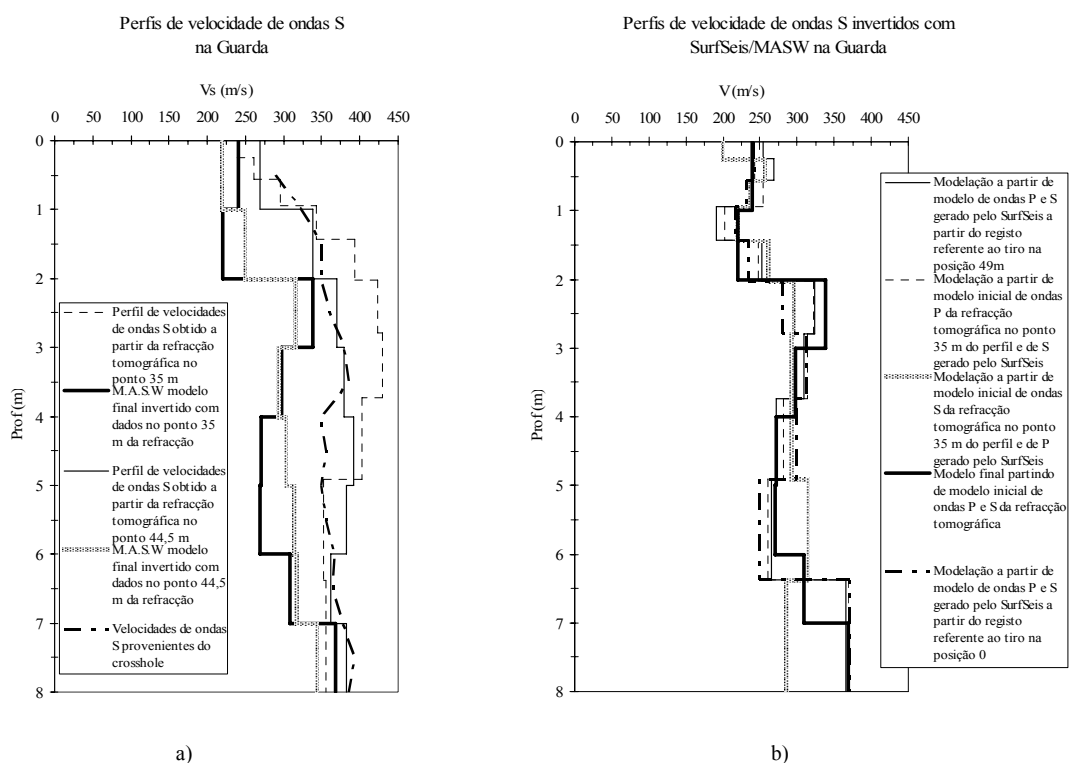 Perfis de velocidade de ondas S
na Guarda
Vs (m/s)
0 50 100 150 200 250 300 350 400 450
Prof (m)
0
1
2
3
4
5
6
7
8
Perfil de velocidades
de ondas S obtido a
partir da refracção
tomográfica no
ponto 35 m
M.A.S.W modelo
final invertido com
dados no ponto 35
m da refracção
Perfil de velocidades
de ondas S obtido a
partir da refracção
tomográfica no
ponto 44,5 m
M.A.S.W modelo
final invertido com
dados no ponto 44,5
m da refracção
Velocidades de ondas
S provenientes do
crosshole
a)
Perfis de velocidade de ondas S invertidos com
SurfSeis/MASW na Guarda
V(m/s)
0 50 100 150 200 250 300 350 400 450
Prof (m)
0
1
2
3
4
5
6
7
8
Modelação a partir de
modelo de ondas P e S
gerado pelo SurfSeis a
partir do registo
referente ao tiro na
posição 49m
Modelação a partir de
modelo inicial de ondas
P da refracção
tomográfica no ponto
35 m do perfil e de S
gerado pelo SurfSeis
Modelação a partir de
modelo inicial de ondas
S da refracção
tomográfica no ponto
35 m do perfil e de P
gerado pelo SurfSeis
Modelo final partindo
de modelo inicial de
ondas P e S da refracção
tomográfica
Modelação a partir de
modelo de ondas P e S
gerado pelo SurfSeis a
partir do registo
referente ao tiro na
posição 0
b)